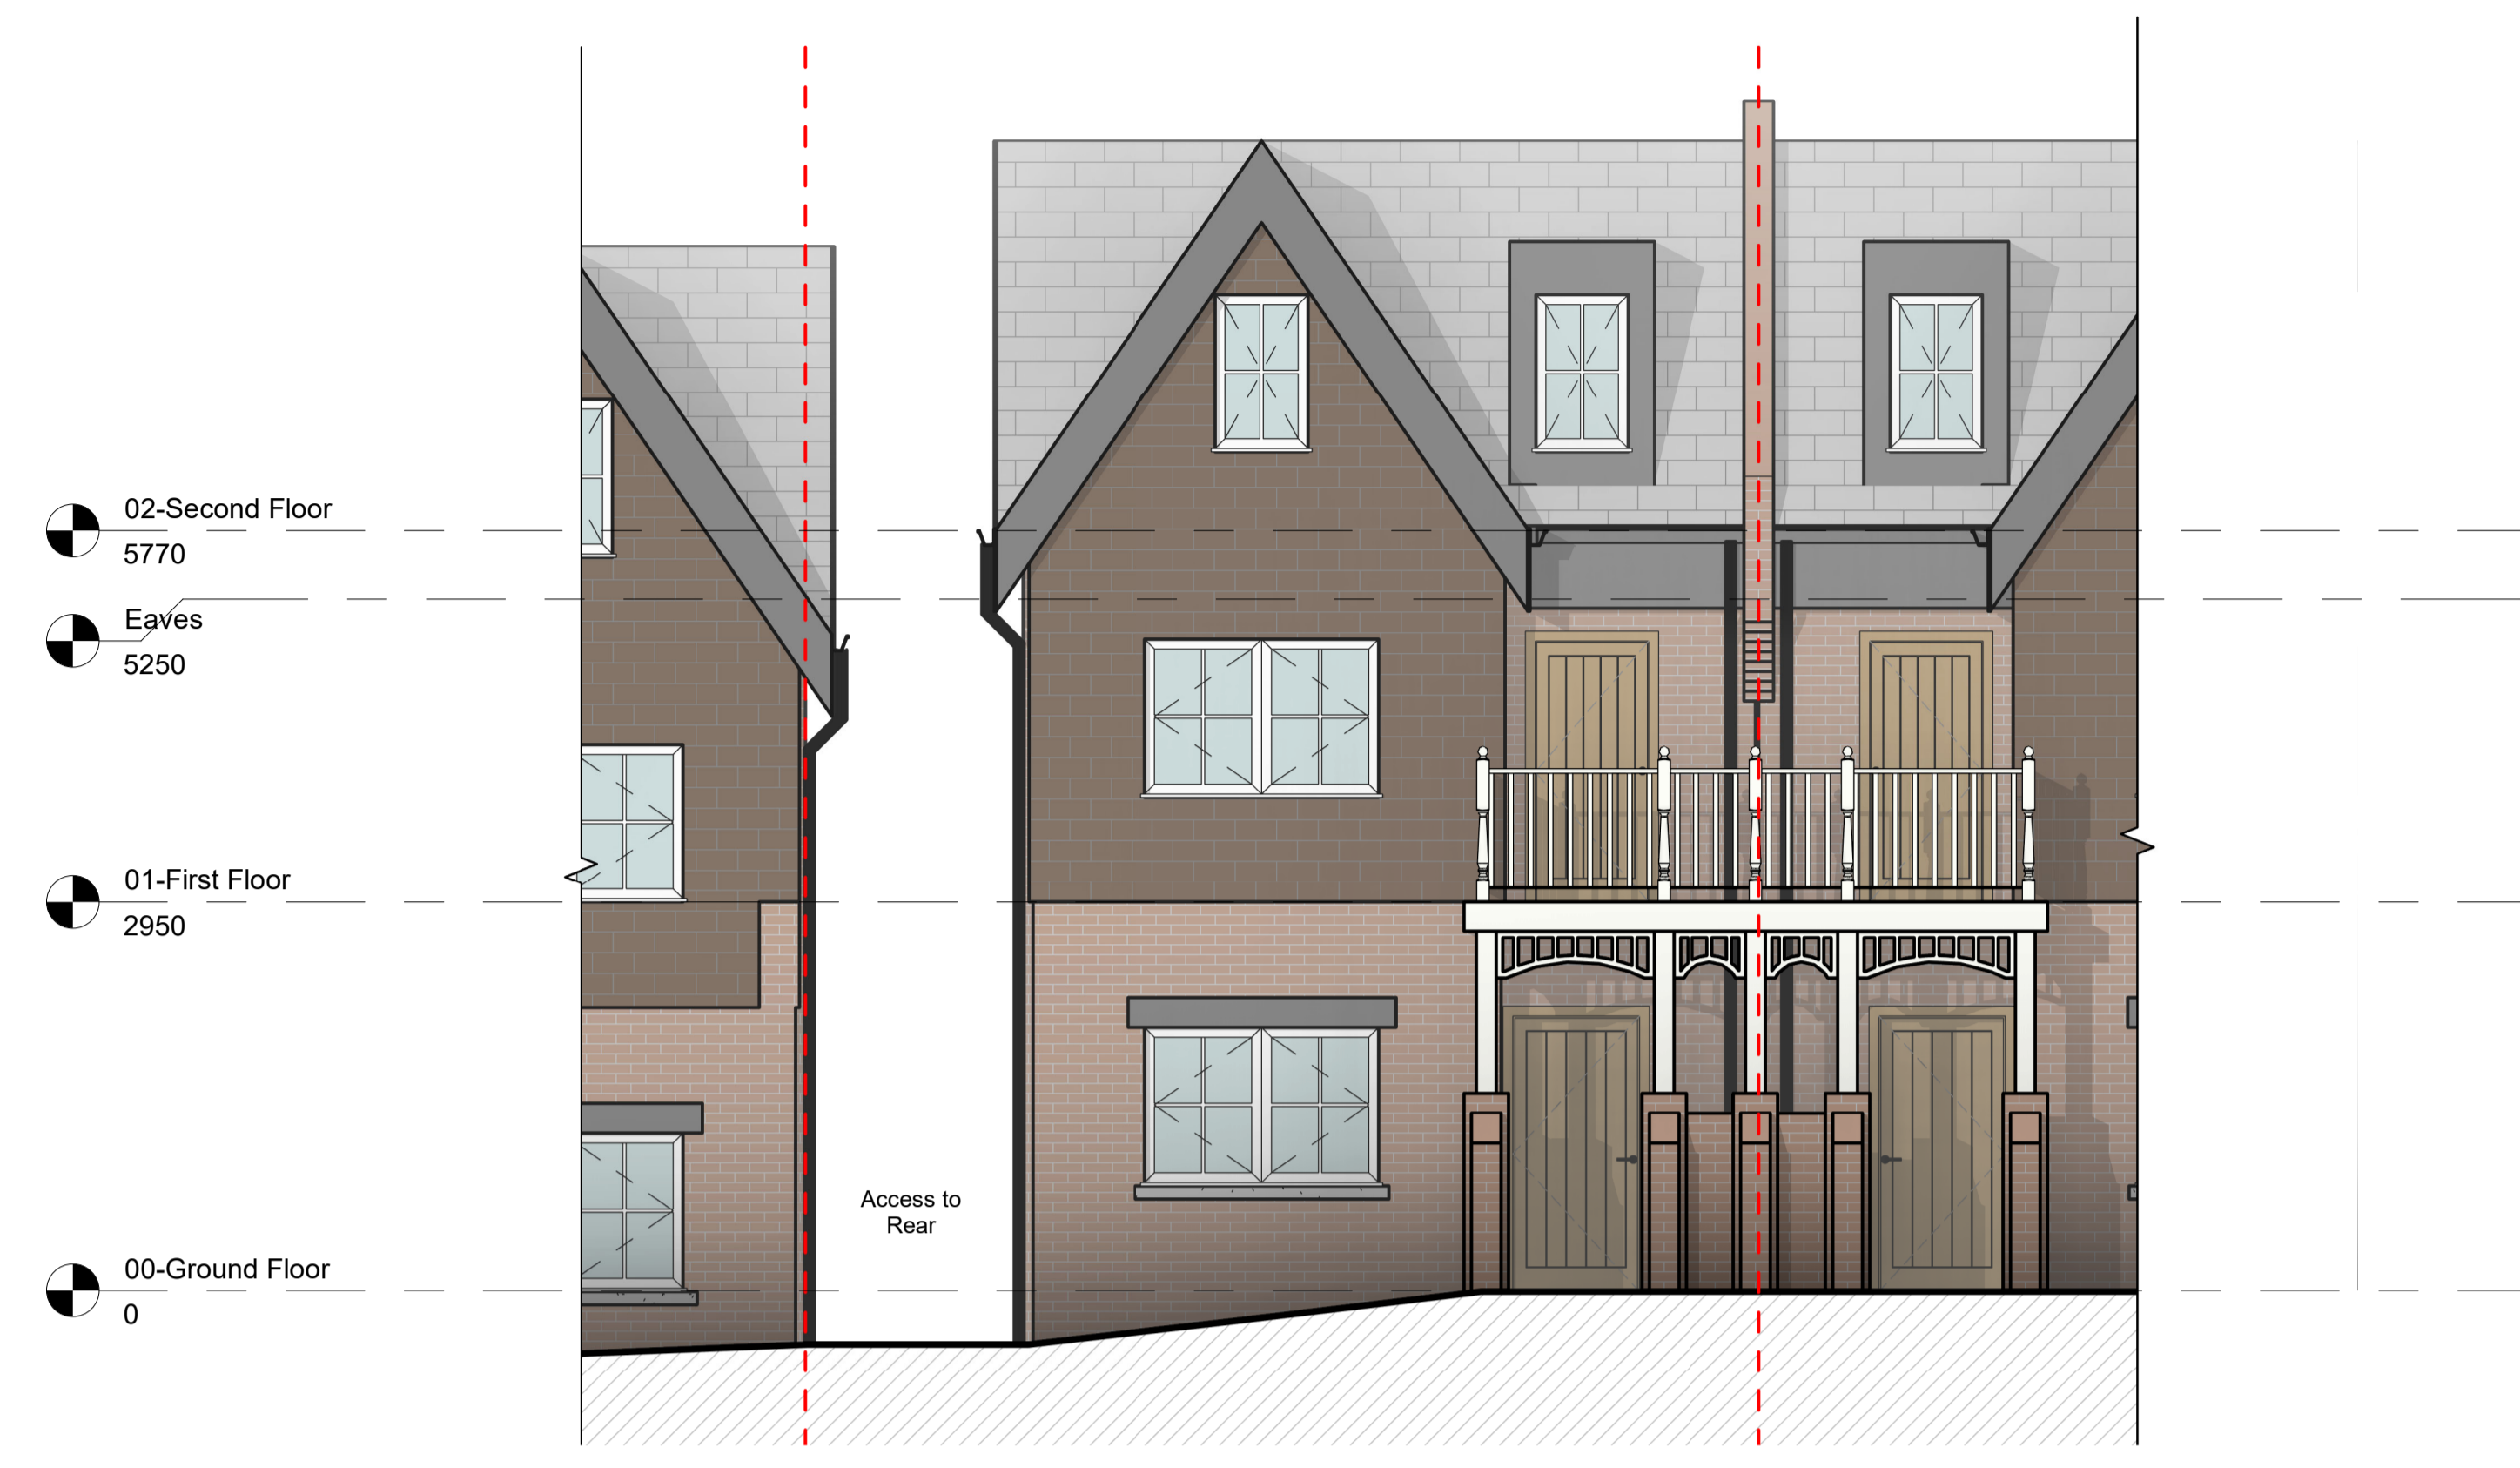 02-Second Floor
5770
Eaves
5250
01-First Floor
2950
Access to
Rear
00-Ground Floor
0